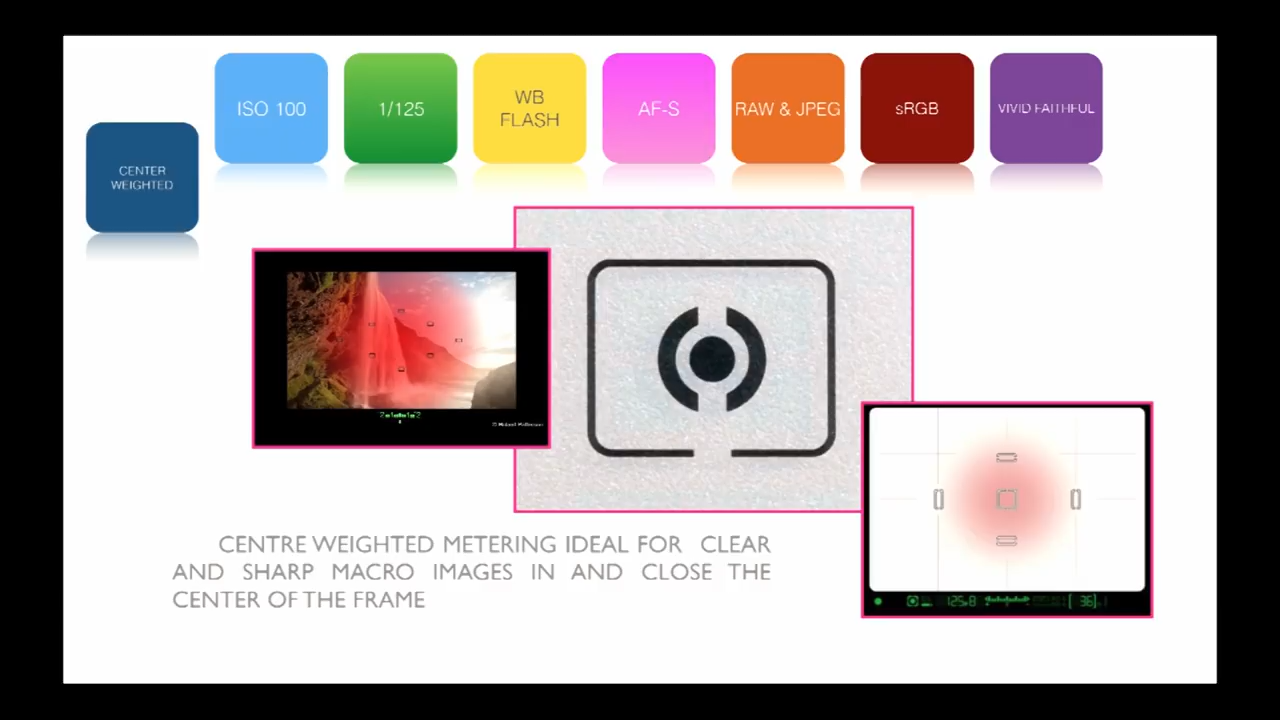 ISO 100
1/125
WB
FLASH
AF-S
RAW & JPEG
sRGB
VIVID FAITHFUL
CENTER
WEIGHTED
CENTRE WEIGHTED METERING IDEAL FOR CLEAR
AND SHARP MACRO IMAGES IN AND CLOSE THE
CENTER OF THE FRAME